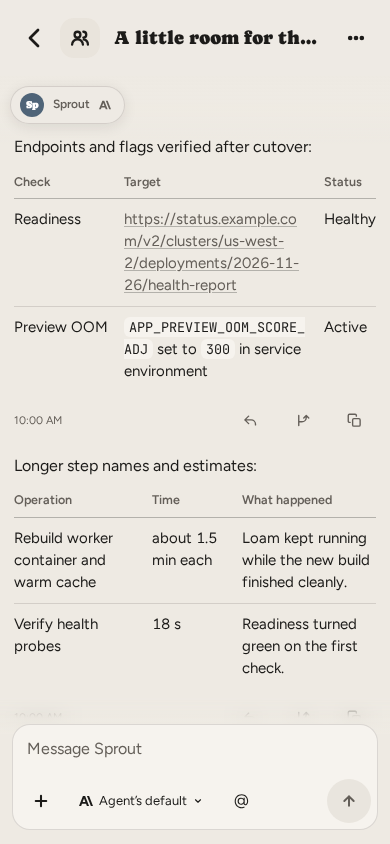 A little room for th...
Sp Sprout
Endpoints and flags verified after cutover:
Check Target Status
Readiness https://status.example.co Healthy
m/v2/clusters/us-west-
2/deployments/2026-11-
26/health-report
Preview OOM APP_PREVIEW_OOM_SCORE_ Active
ADJ set to 300 in service
environment
10:00 AM
Longer step names and estimates:
Operation Time What happened
Rebuild worker about 1.5 Loam kept running
container and min each while the new build
warm cache finished cleanly.
Verify health 18 s Readiness turned
probes green on the first
check.
Message Sprout
Agent's default @